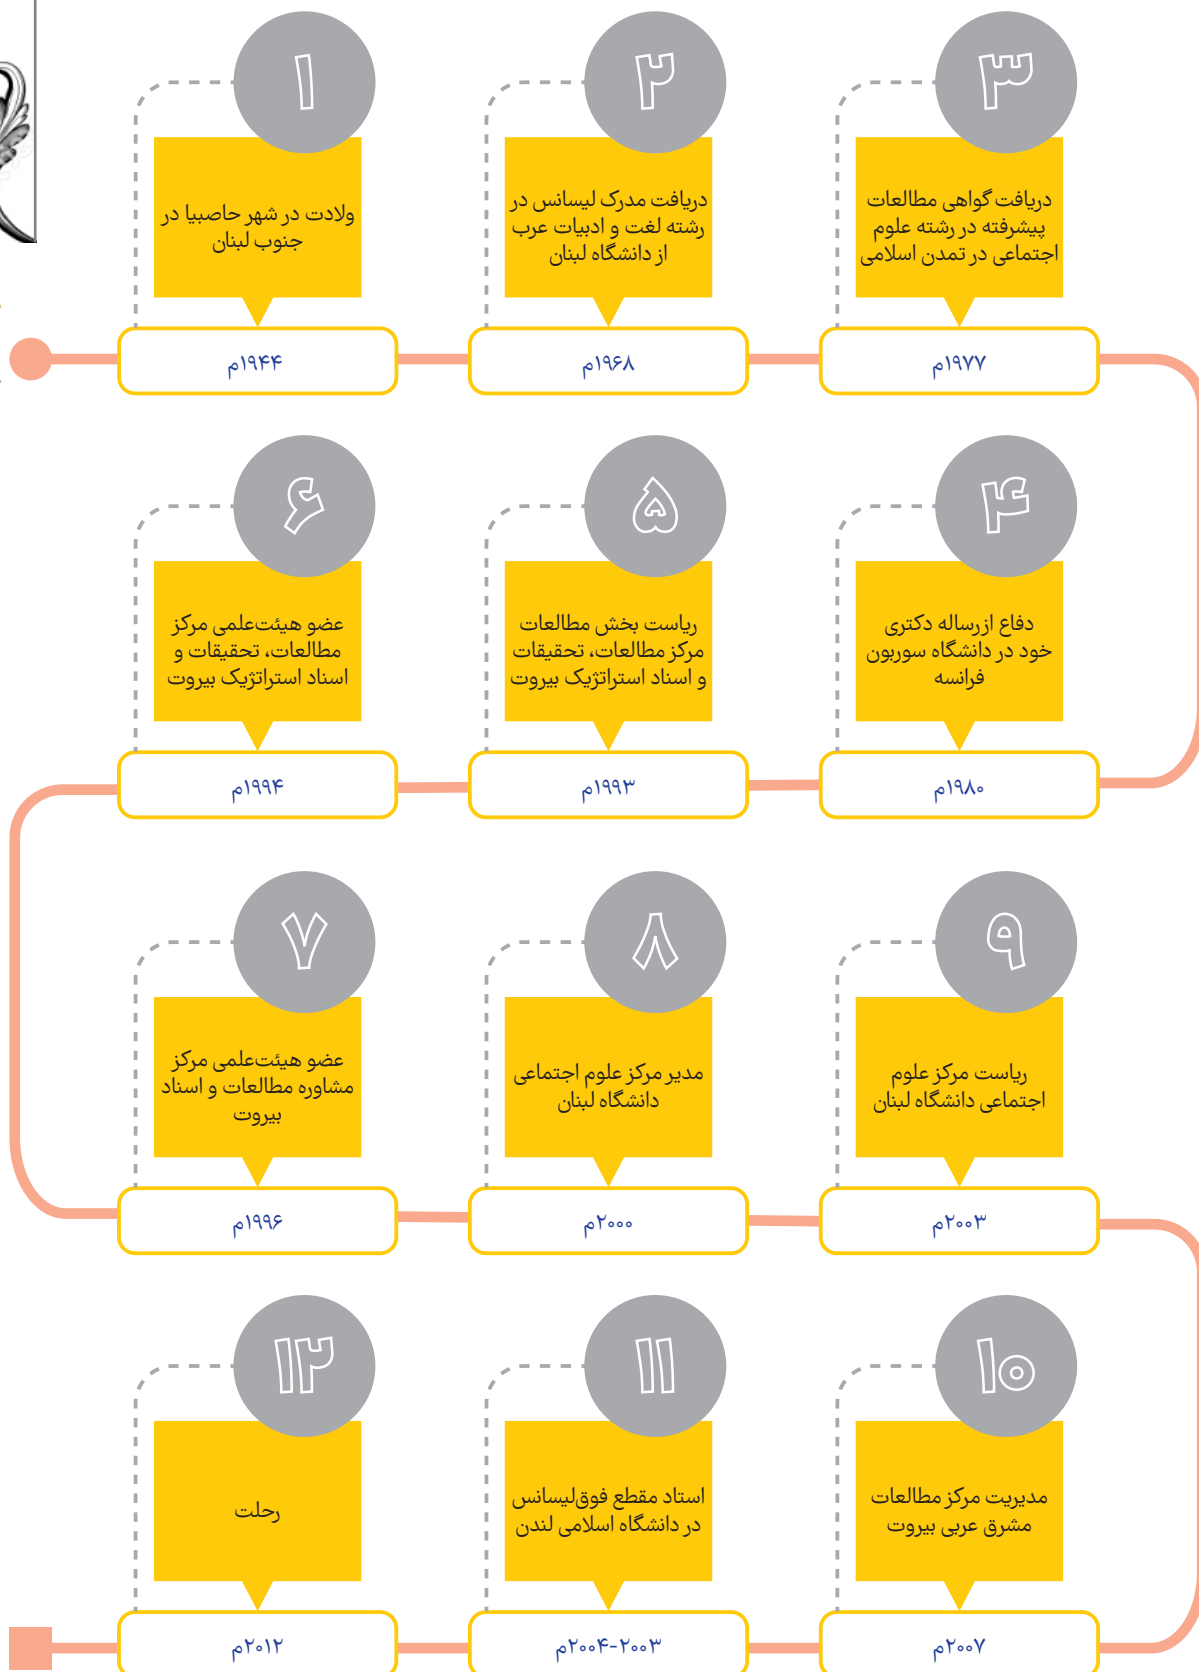 ۱
ولادت در شهر حاصبیا در
جنوب لبنان
۱۹۴۴م
۲
دریافت مدرک لیسانس در
رشته لغت و ادبیات عرب
از دانشگاه لبنان
۱۹۶۸م
۳
دریافت گواهی مطالعات
پیشرفته در رشته علوم
اجتماعی در تمدن اسلامی
۱۹۷۷م
۴
دفاع ازرساله دکتری
خود در دانشگاه سوربون
فرانسه
۱۹۸۰م
۵
ریاست بخش مطالعات
مرکز مطالعات، تحقیقات
و اسناد استراتژیک بیروت
۱۹۹۳م
۶
عضو هیئت‌علمی مرکز
مطالعات، تحقیقات و
اسناد استراتژیک بیروت
۱۹۹۴م
۷
عضو هیئت‌علمی مرکز
مشاوره مطالعات و اسناد
بیروت
۱۹۹۶م
۸
مدیر مرکز علوم اجتماعی
دانشگاه لبنان
۲۰۰۰م
۹
ریاست مرکز علوم
اجتماعی دانشگاه لبنان
۲۰۰۳م
۱۰
مدیریت مرکز مطالعات
مشرق عربی بیروت
۲۰۰۷م
۱۱
استاد مقطع فوق‌لیسانس
در دانشگاه اسلامی لندن
۲۰۰۳-۲۰۰۴م
۱۲
رحلت
۲۰۱۲م